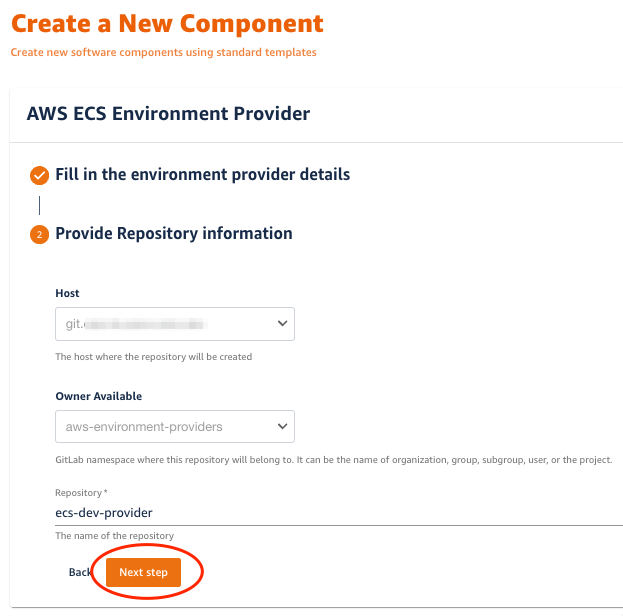 Create a New Component
Create new software components using standard templates
AWS ECS Environment Provider
Fill in the environment provider details
2 Provide Repository information
Host
git.
The host where the repository will be created
Owner Available
aws-environment-providers
GitLab namespace where this repository will belong to. It can be the name of organization, group, subgroup, user, or the project.
Repository *
ecs-dev-provider
The name of the repository
Back Next step